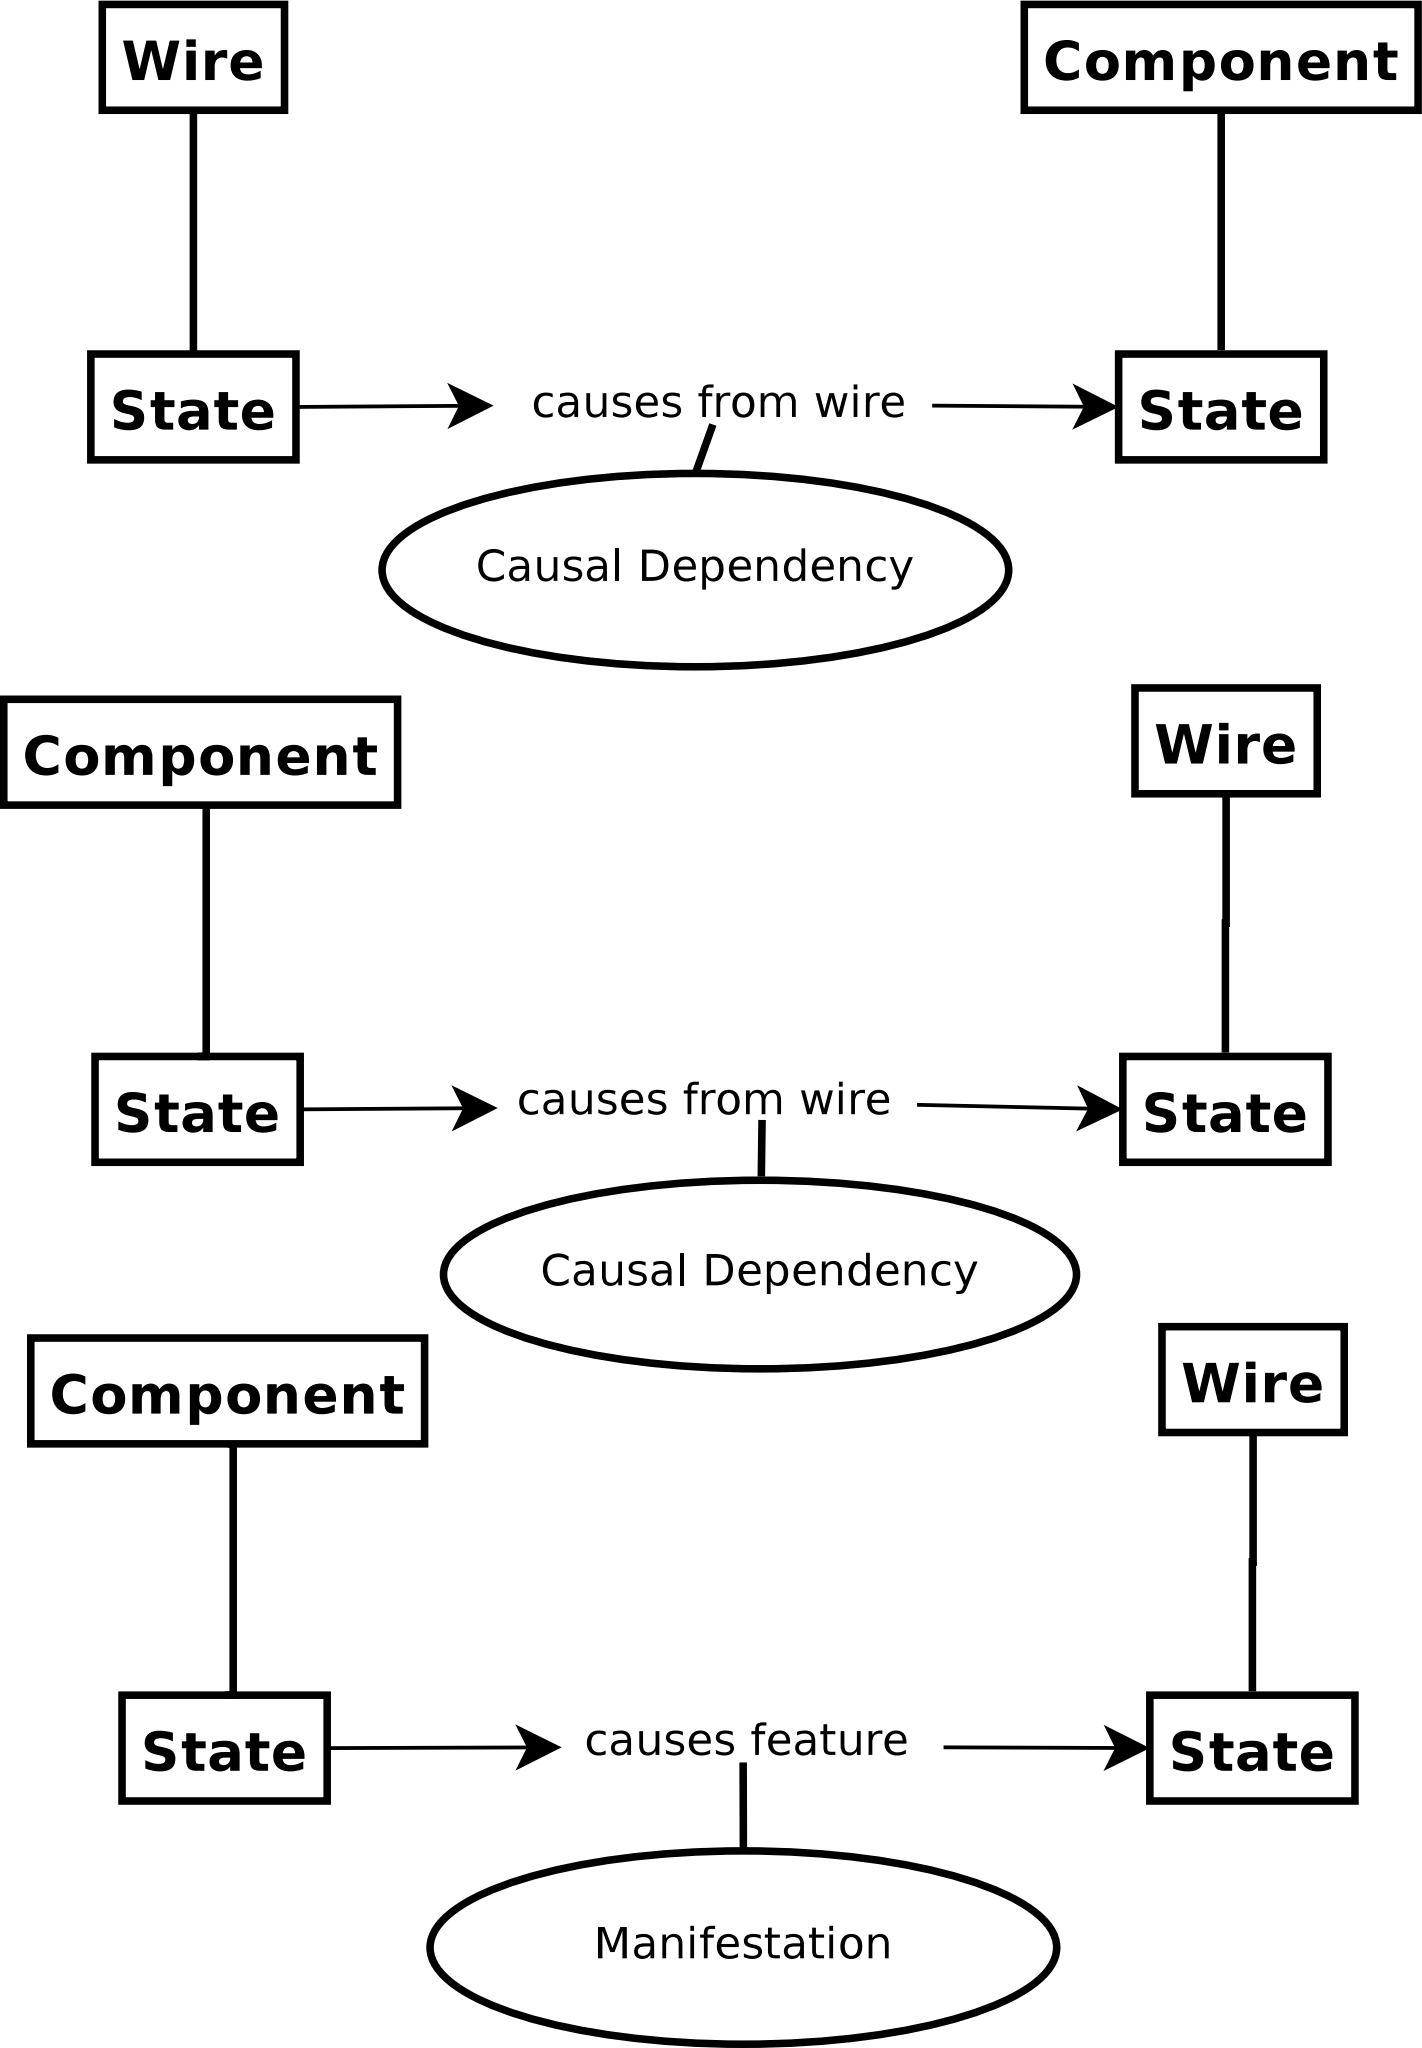 Wire
Component
State
causes from wire
State
Causal Dependency
Component
Wire
State
causes from wire
State
Causal Dependency
Component
Wire
State
causes feature
State
Manifestation